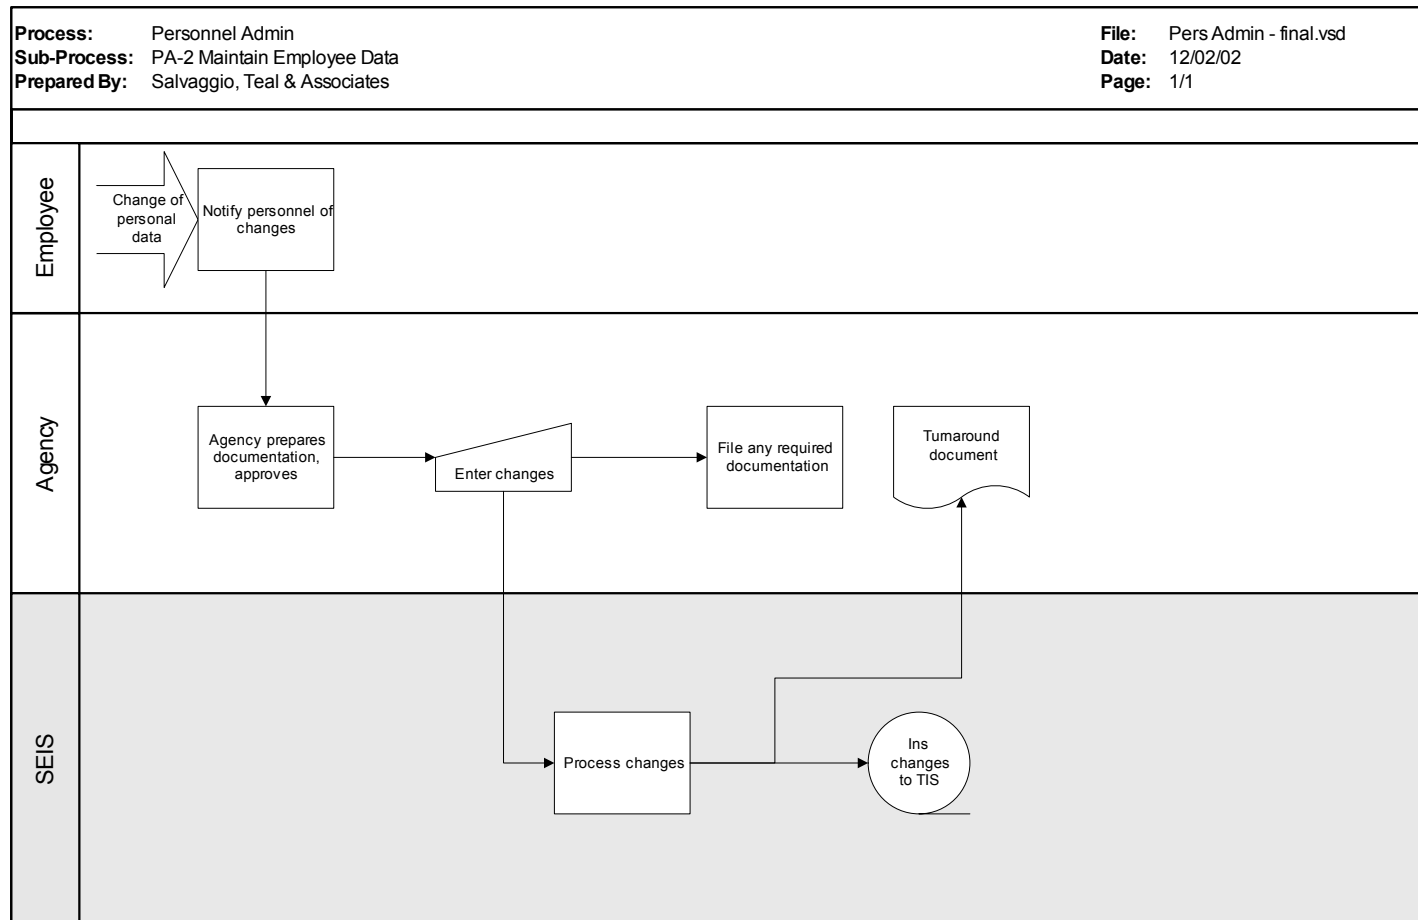 Process: Personnel Admin
File: Pers Admin - final.vsd
Sub-Process: PA-2 Maintain Employee Data
Date: 12/02/02
Prepared By: Salvaggio, Teal & Associates
Page: 1/1
Employee
Change of
personal
data
Notify personnel of
changes
Agency
Agency prepares
documentation,
approves
Enter changes
File any required
documentation
Turnaround
document
SEIS
Process changes
Ins
changes
to TIS